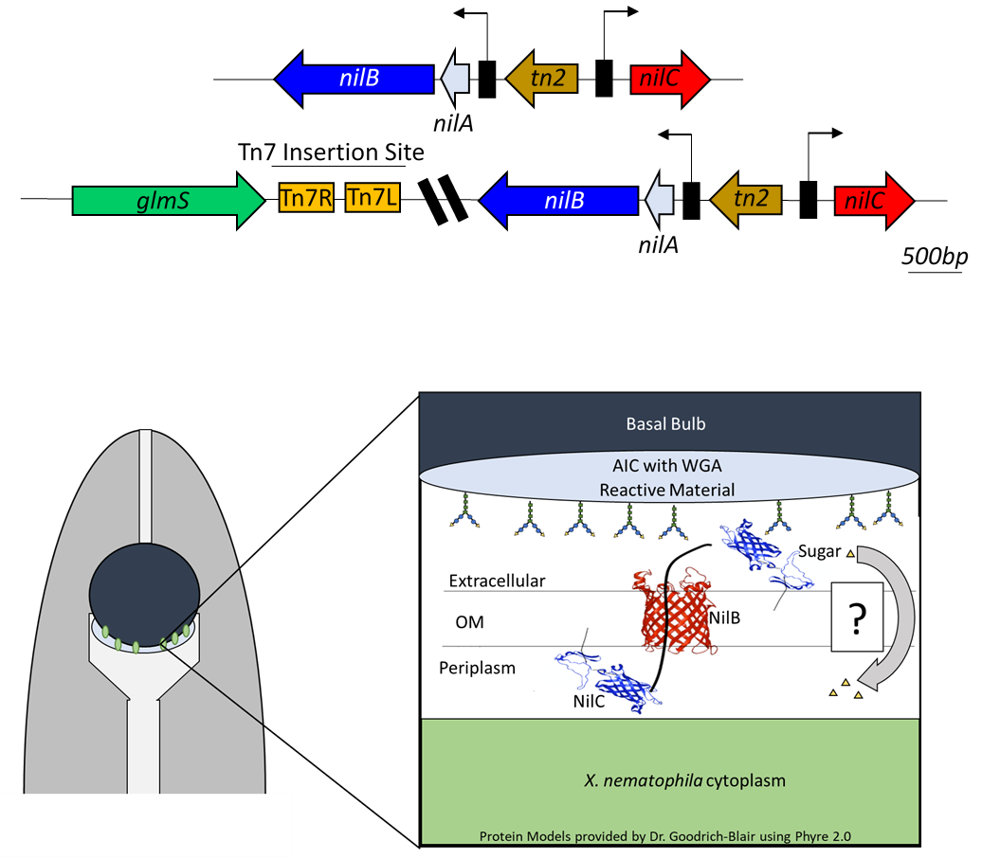 nilB
tn2
nilC
nilA
Tn7 Insertion Site
glmS
Tn7R
Tn7L
nilB
tn2
nilC
nilA
500bp
Basal Bulb
AIC with WGA
Reactive Material
Sugar
Extracellular
OM
NilB
?
Periplasm
NilC
X. nematophila cytoplasm
Protein Models provided by Dr. Goodrich-Blair using Phyre 2.0